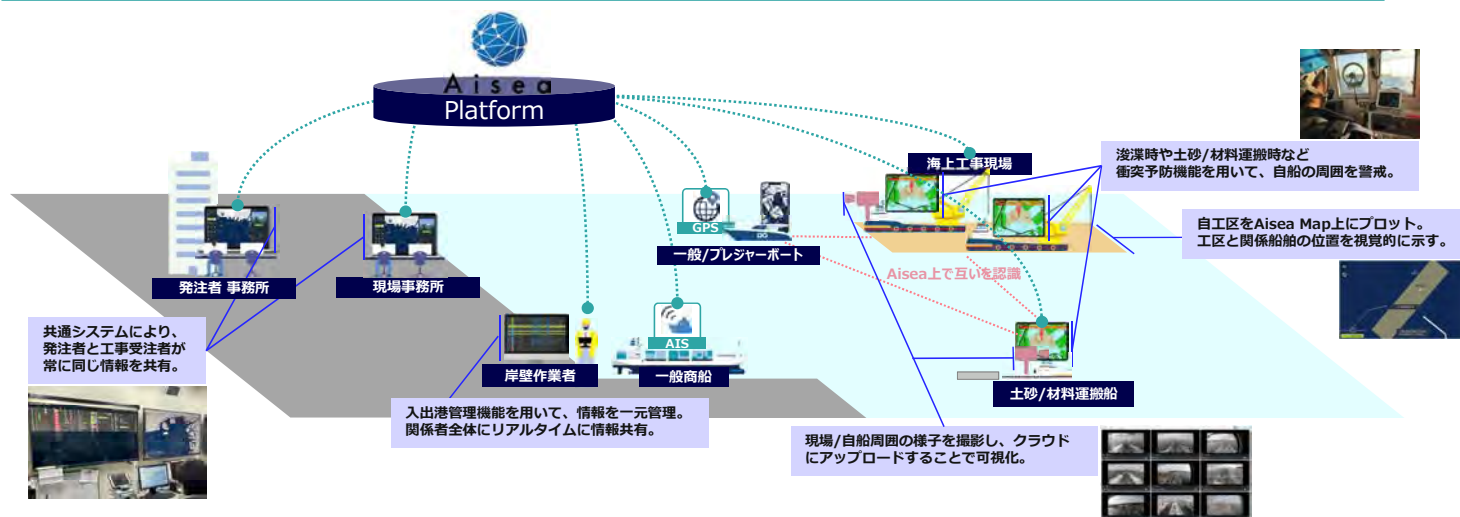 Aisea
Platform
海上工事現場
浚渫時や土砂/材料運搬時など
衝突予防機能を用いて、自船の周囲を警戒。
GPS
一般/プレジャーボート
自工区をAisea Map上にプロット。
工区と関係船舶の位置を視覚的に示す。
Aisea上で互いを認識
発注者 事務所
現場事務所
共通システムにより、
発注者と工事受注者が
常に同じ情報を共有。
AIS
岸壁作業者
一般商船
土砂/材料運搬船
入出港管理機能を用いて、情報を一元管理。
関係者全体にリアルタイムに情報共有。
現場/自船周囲の様子を撮影し、クラウド
にアップロードすることで可視化。